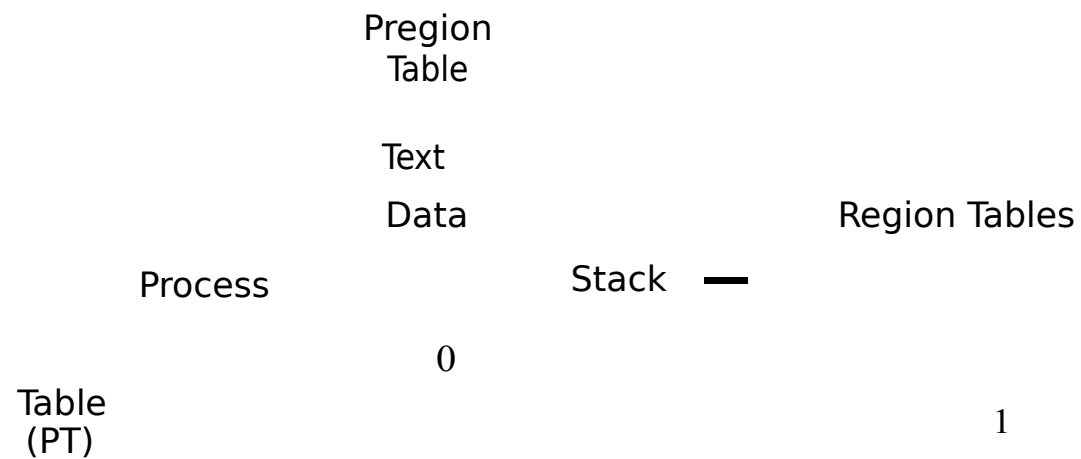 Pregion
Table
Text
Data
Region Tables
Process
Stack
0
Table
(PT)
1